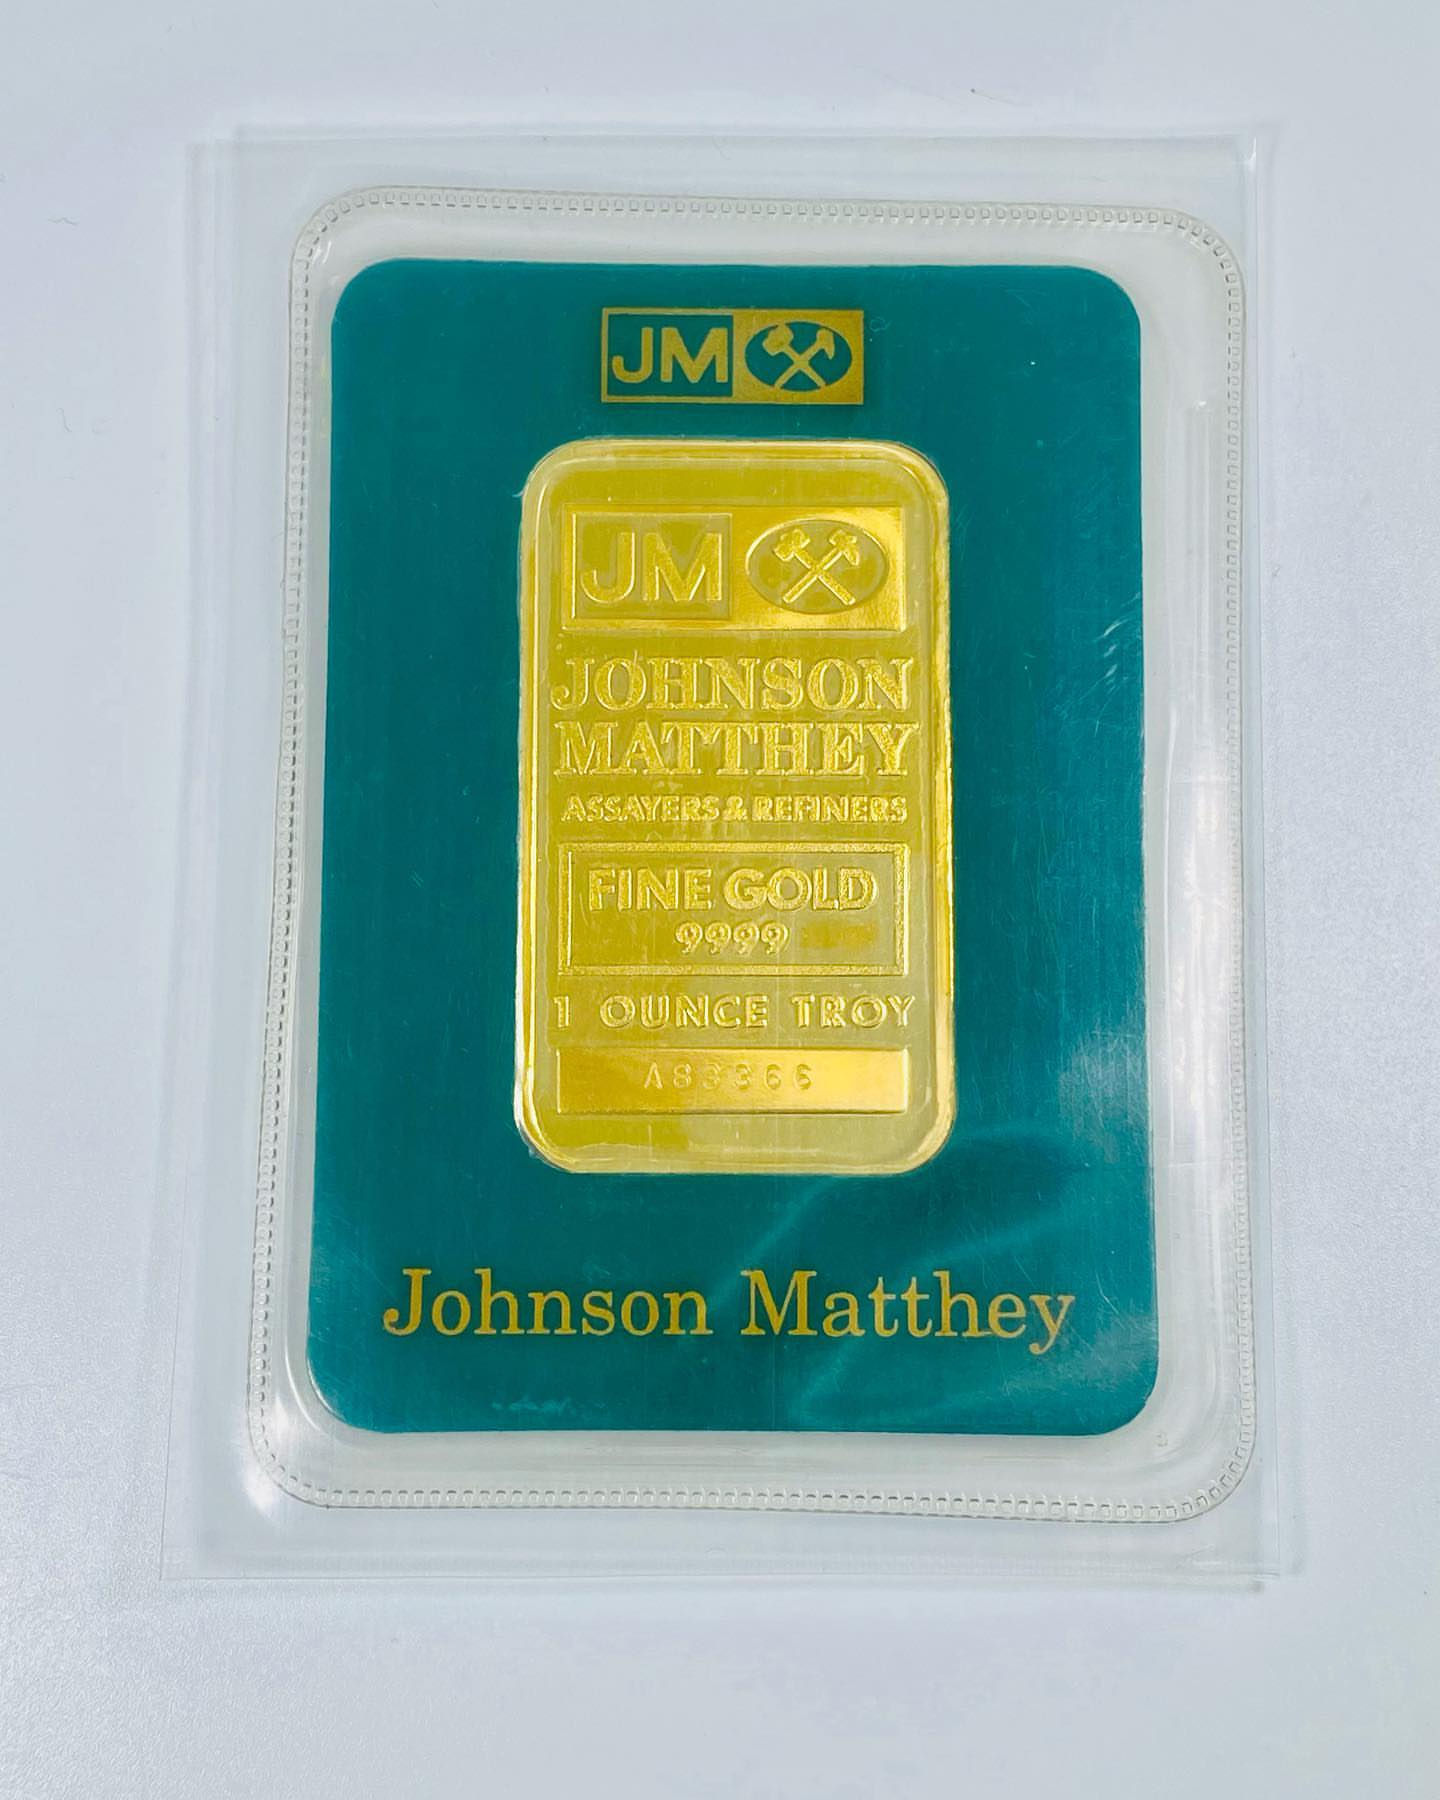 JM
JM
JOHNSON
MATTHEY
ASSAYERS & REFINERS
FINE GOLD
9999
1 OUNCE TROY
Johnson Matthey